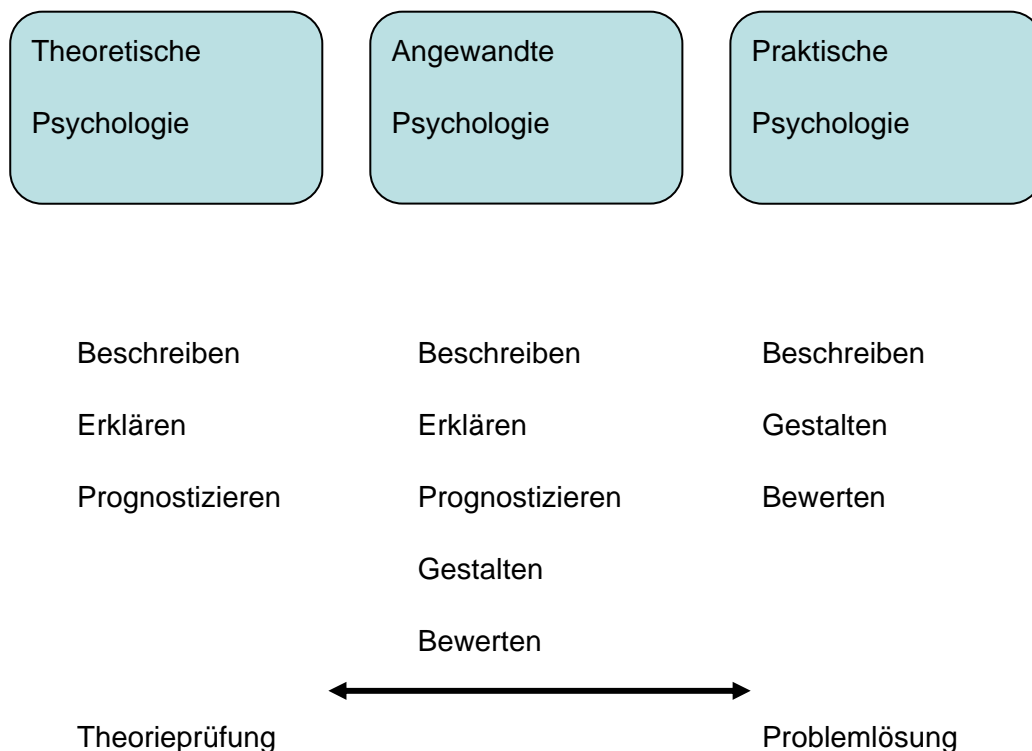 Theoretische
Psychologie
Angewandte
Psychologie
Praktische
Psychologie
Beschreiben
Erklären
Prognostizieren
Beschreiben
Erklären
Prognostizieren
Gestalten
Bewerten
Beschreiben
Gestalten
Bewerten
Theorieprüfung
Problemlösung